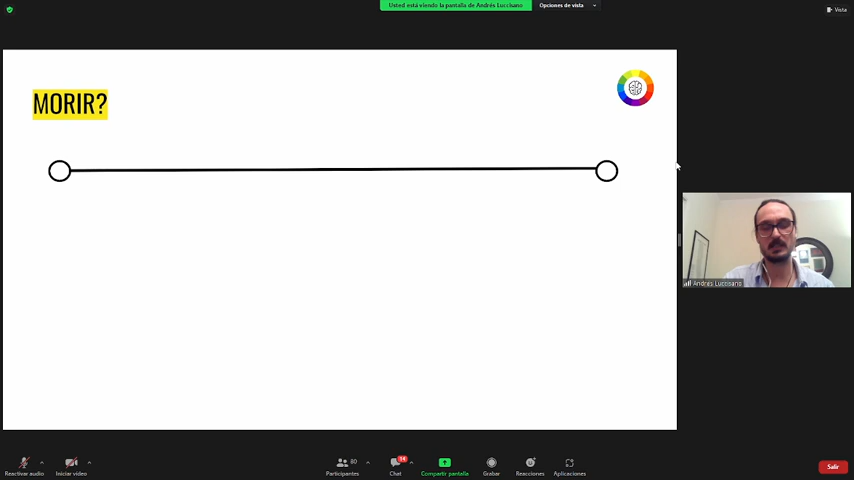 Usted está viendo la pantalla de Andrés Luccisano
Opciones de vista
Vista
MORIR?
Andrés Luccisano
Reactivar audio
Iniciar video
80
Participantes
Chat
Compartir pantalla
Grabar
Reacciones
Aplicaciones
Salir